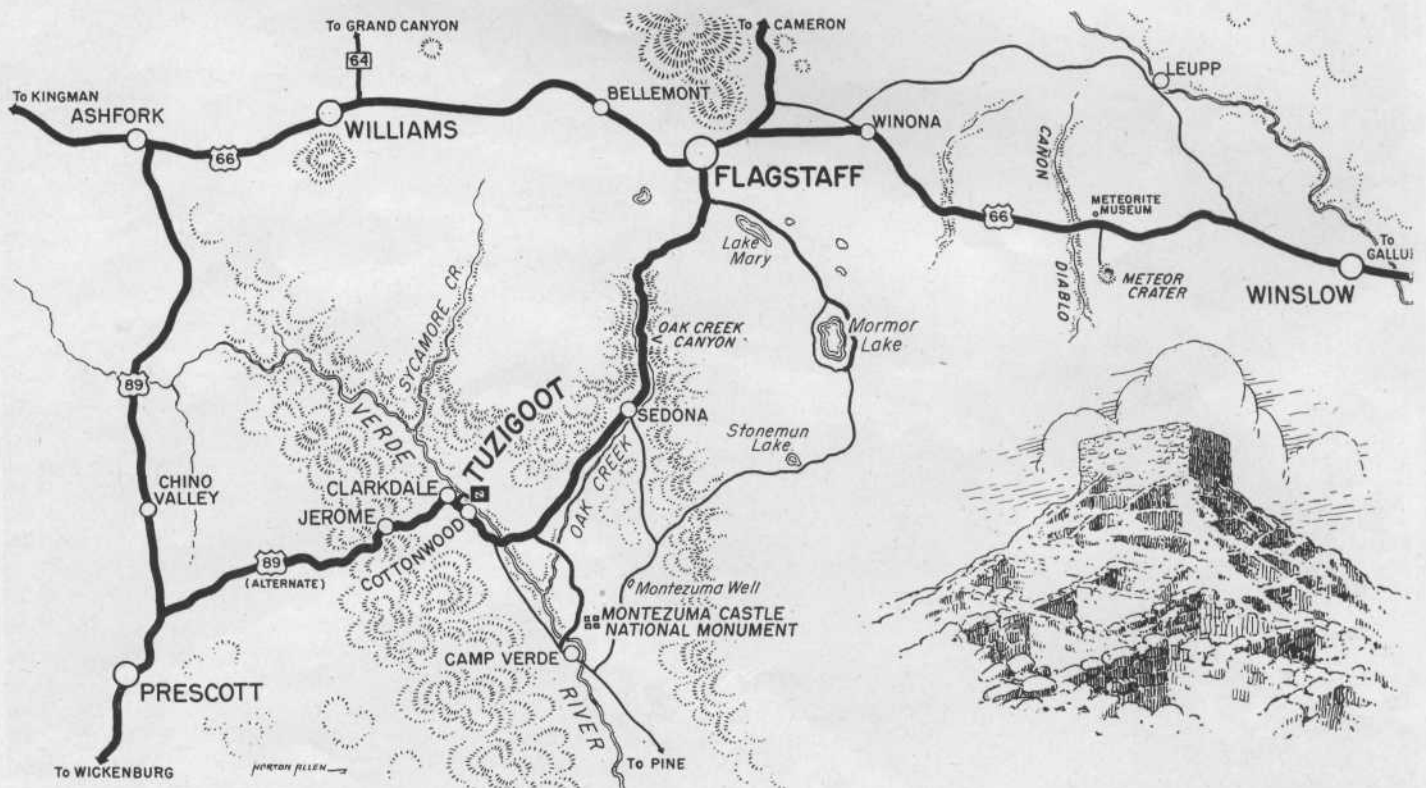 To GRAND CANYON
To CAMERON
64
LEUPP
To KINGMAN
ASHFORK
WILLIAMS
BELLEMONT
WINONA
66
FLAGSTAFF
CAÑON
DIABLO
METEORITE
MUSEUM
66
To
GALLU
Lake
Mary
METEOR
CRATER
WINSLOW
SYCAMORE CR.
OAK CREEK
CANYON
Mormor
Lake
89
VERDE
TUZIGOOT
SEDONA
Stonemun
Lake
CHINO
VALLEY
CLARKDALE
JEROME
COTTONWOOD
OAK CREEK
89
(ALTERNATE)
Montezuma Well
MONTEZUMA CASTLE
NATIONAL MONUMENT
CAMP VERDE
PRESCOTT
RIVER
To WICKENBURG
NORTON ALLEN
To PINE